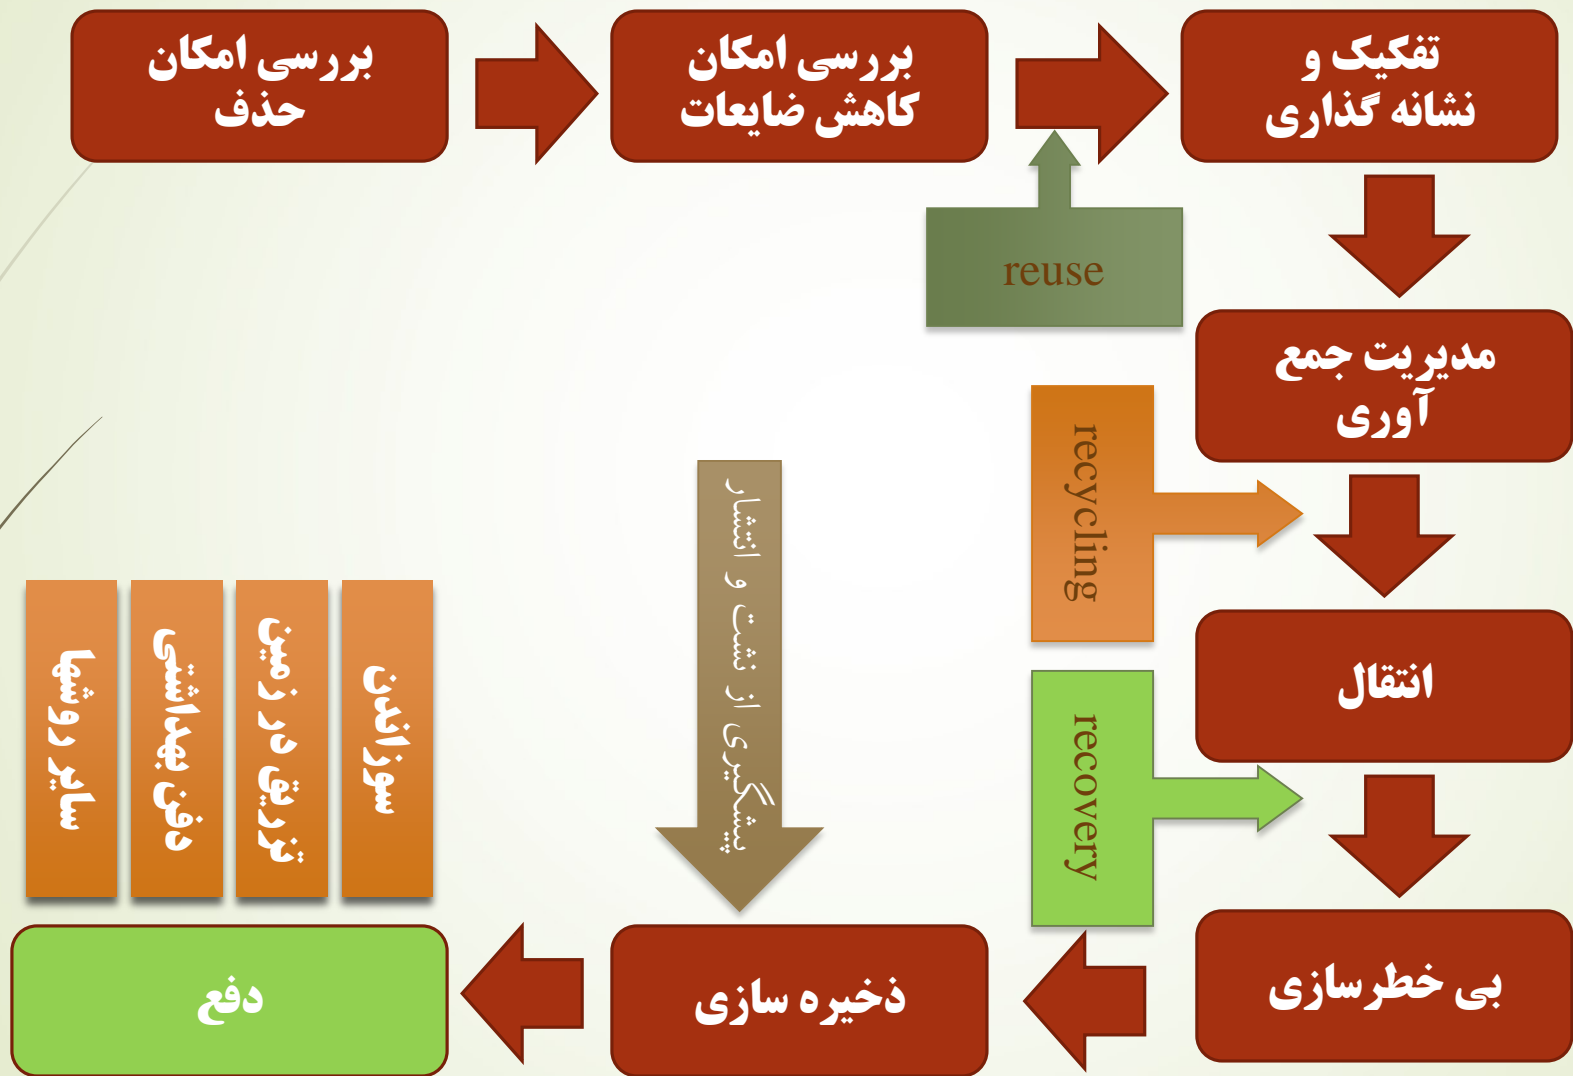 بررسی امکان
حذف
بررسی امکان
کاهش ضایعات
تفکیک و
نشانه گذاری
reuse
مدیریت جمع
آوری
recycling
انتقال
recovery
بی خطرسازی
پیشگیری از نشت و انتشار
ذخیره سازی
سوزاندن
تزریق در زمین
دفن بهداشتی
سایر روشها
دفع